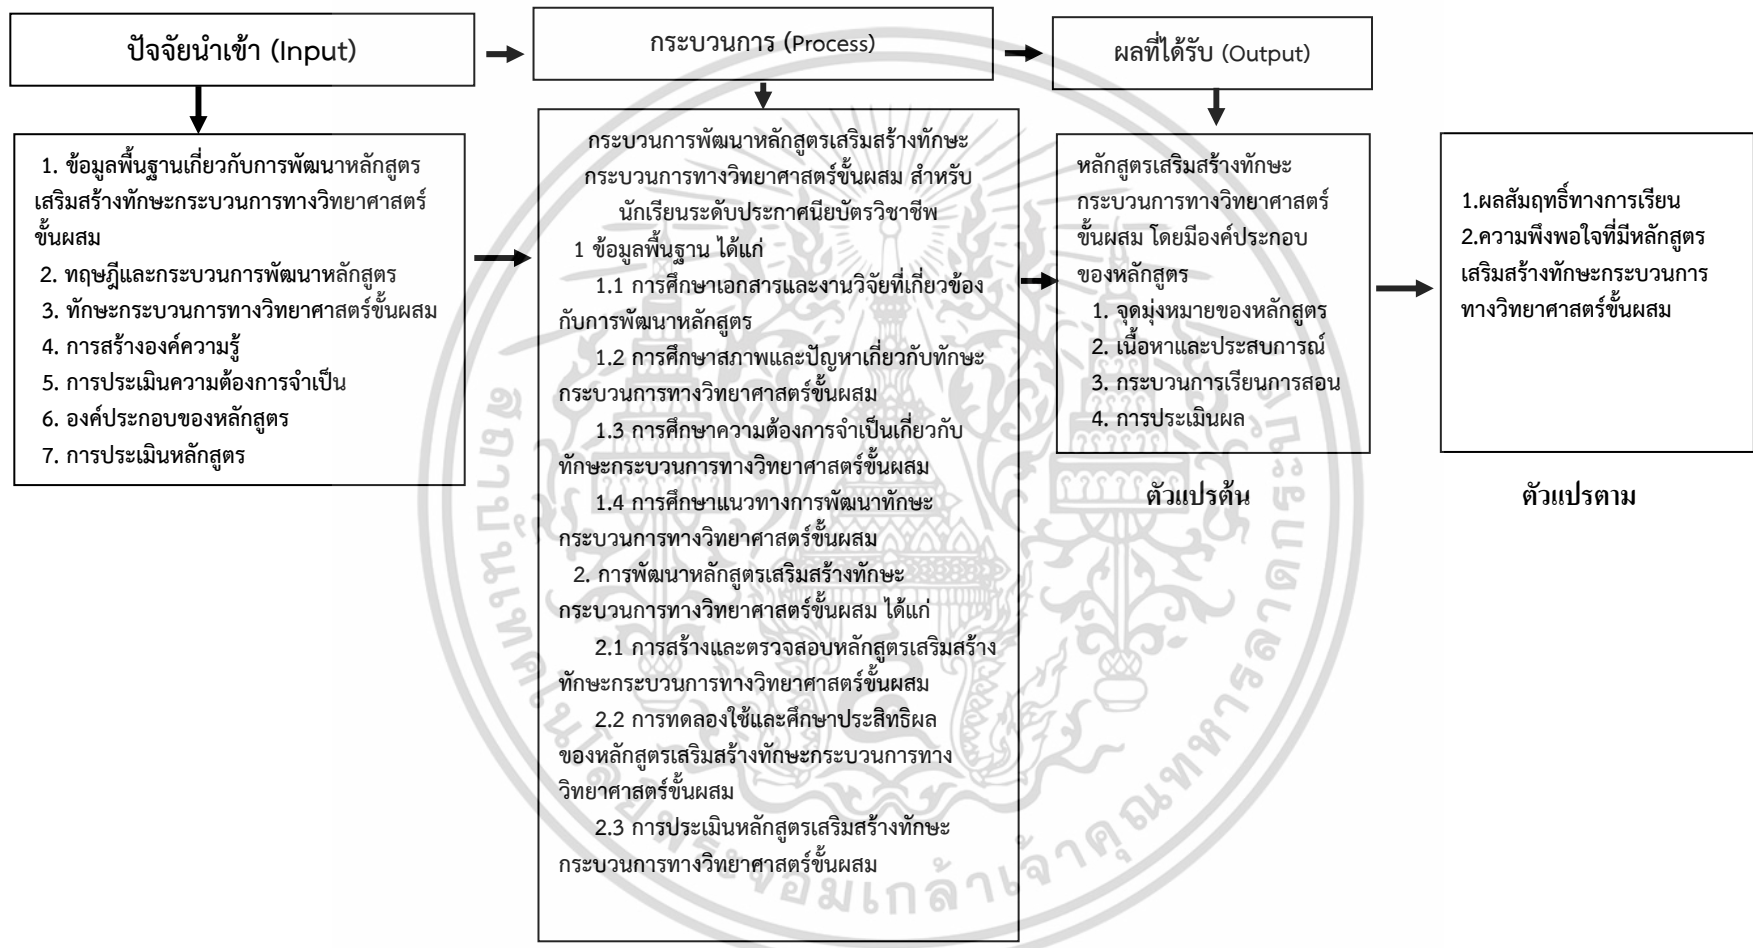 ปัจจัยนำเข้า (Input)
กระบวนการ (Process)
ผลที่ได้รับ (Output)
1. ข้อมูลพื้นฐานเกี่ยวกับการพัฒนาหลักสูตร
เสริมสร้างทักษะกระบวนการทางวิทยาศาสตร์
ขั้นผสม
2. ทฤษฎีและกระบวนการพัฒนาหลักสูตร
3. ทักษะกระบวนการทางวิทยาศาสตร์ขั้นผสม
4. การสร้างองค์ความรู้
5. การประเมินความต้องการจำเป็น
6. องค์ประกอบของหลักสูตร
7. การประเมินหลักสูตร
กระบวนการพัฒนาหลักสูตรเสริมสร้างทักษะ
กระบวนการทางวิทยาศาสตร์ขั้นผสม สำหรับ
นักเรียนระดับประกาศนียบัตรวิชาชีพ
1 ข้อมูลพื้นฐาน ได้แก่
1.1 การศึกษาเอกสารและงานวิจัยที่เกี่ยวข้อง
กับการพัฒนาหลักสูตร
1.2 การศึกษาสภาพและปัญหาเกี่ยวกับทักษะ
กระบวนการทางวิทยาศาสตร์ขั้นผสม
1.3 การศึกษาความต้องการจำเป็นเกี่ยวกับ
ทักษะกระบวนการทางวิทยาศาสตร์ขั้นผสม
1.4 การศึกษาแนวทางการพัฒนาทักษะ
กระบวนการทางวิทยาศาสตร์ขั้นผสม
2. การพัฒนาหลักสูตรเสริมสร้างทักษะ
กระบวนการทางวิทยาศาสตร์ขั้นผสม ได้แก่
2.1 การสร้างและตรวจสอบหลักสูตรเสริมสร้าง
ทักษะกระบวนการทางวิทยาศาสตร์ขั้นผสม
2.2 การทดลองใช้และศึกษาประสิทธิผล
ของหลักสูตรเสริมสร้างทักษะกระบวนการทาง
วิทยาศาสตร์ขั้นผสม
2.3 การประเมินหลักสูตรเสริมสร้างทักษะ
กระบวนการทางวิทยาศาสตร์ขั้นผสม
หลักสูตรเสริมสร้างทักษะ
กระบวนการทางวิทยาศาสตร์
ขั้นผสม โดยมีองค์ประกอบ
ของหลักสูตร
1. จุดมุ่งหมายของหลักสูตร
2. เนื้อหาและประสบการณ์
3. กระบวนการเรียนการสอน
4. การประเมินผล
ตัวแปรต้น
1.ผลสัมฤทธิ์ทางการเรียน
2.ความพึงพอใจที่มีหลักสูตร
เสริมสร้างทักษะกระบวนการ
ทางวิทยาศาสตร์ขั้นผสม
ตัวแปรตาม
สถาบันเทคโนโลยีพระจอมเกล้าเจ้าคุณทหารลาดกระบัง